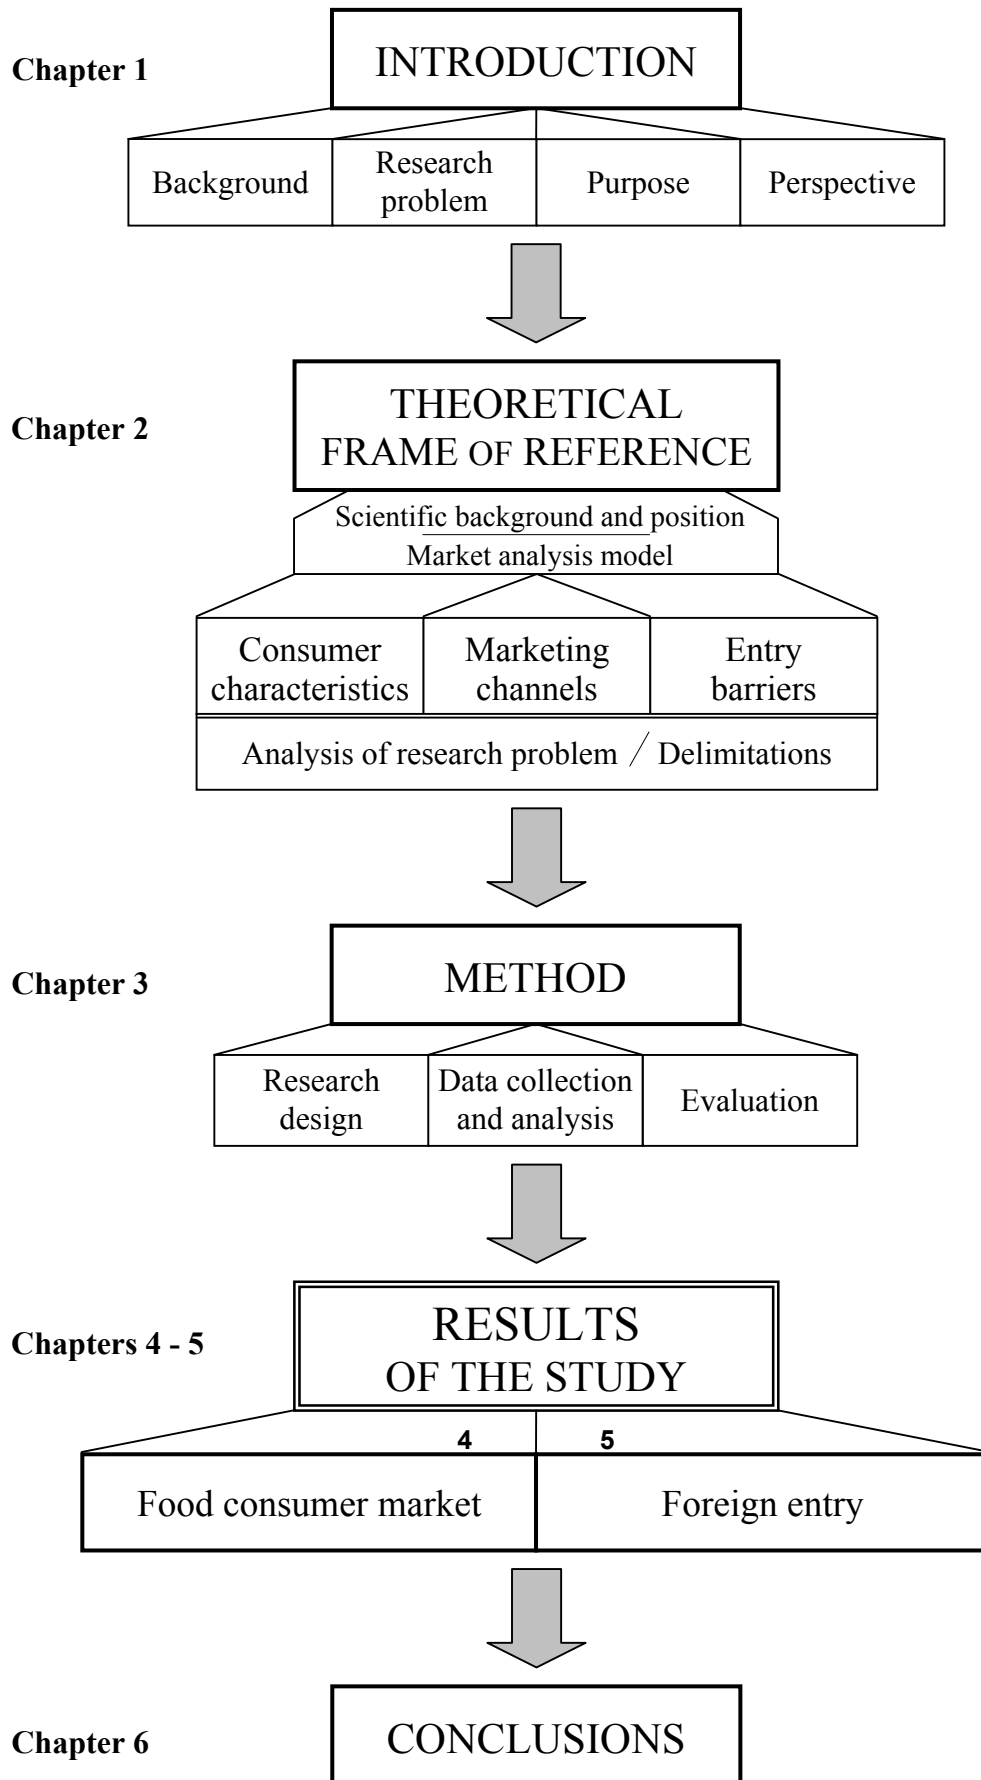 Chapter 1
INTRODUCTION
Background
Research
problem
Purpose
Perspective
Chapter 2
THEORETICAL
FRAME OF REFERENCE
Scientific background and position
Market analysis model
Consumer
characteristics
Marketing
channels
Entry
barriers
Analysis of research problem / Delimitations
Chapter 3
METHOD
Research
design
Data collection
and analysis
Evaluation
Chapters 4 - 5
RESULTS
OF THE STUDY
4
5
Food consumer market
Foreign entry
Chapter 6
CONCLUSIONS